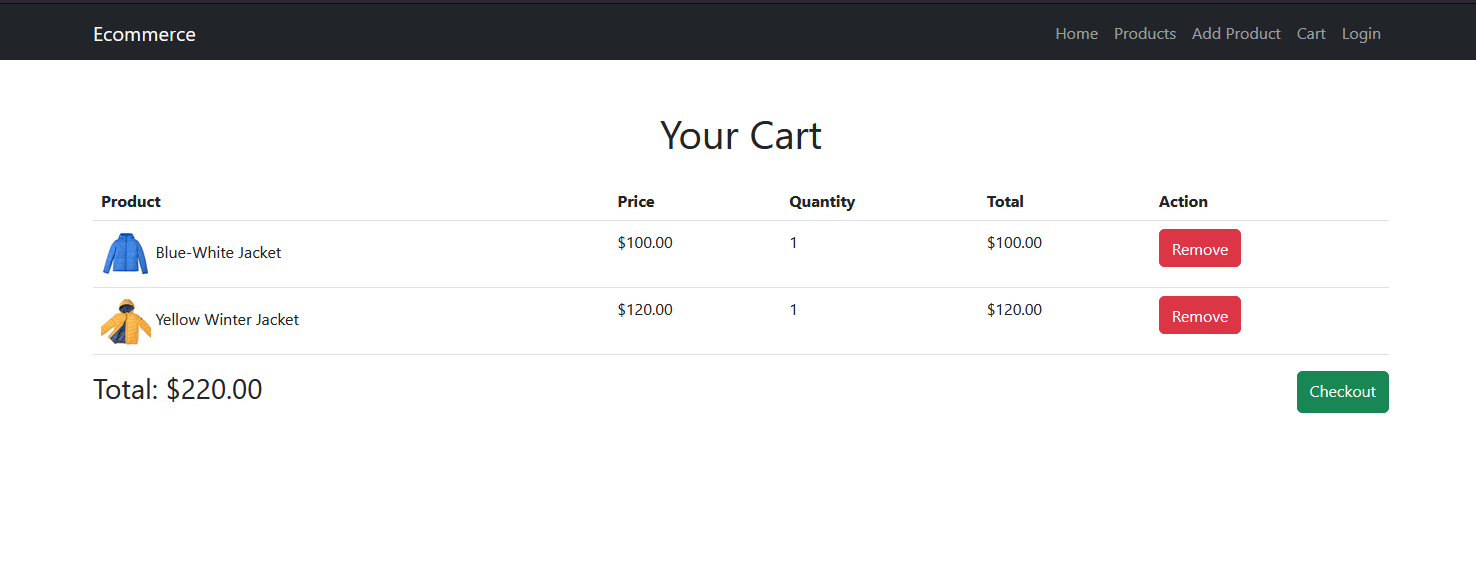 Ecommerce Home Products Add Product Cart Login
Your Cart
Product Price Quantity Total Action
Blue-White Jacket $100.00 1 $100.00 Remove
Yellow Winter Jacket $120.00 1 $120.00 Remove
Total: $220.00 Checkout